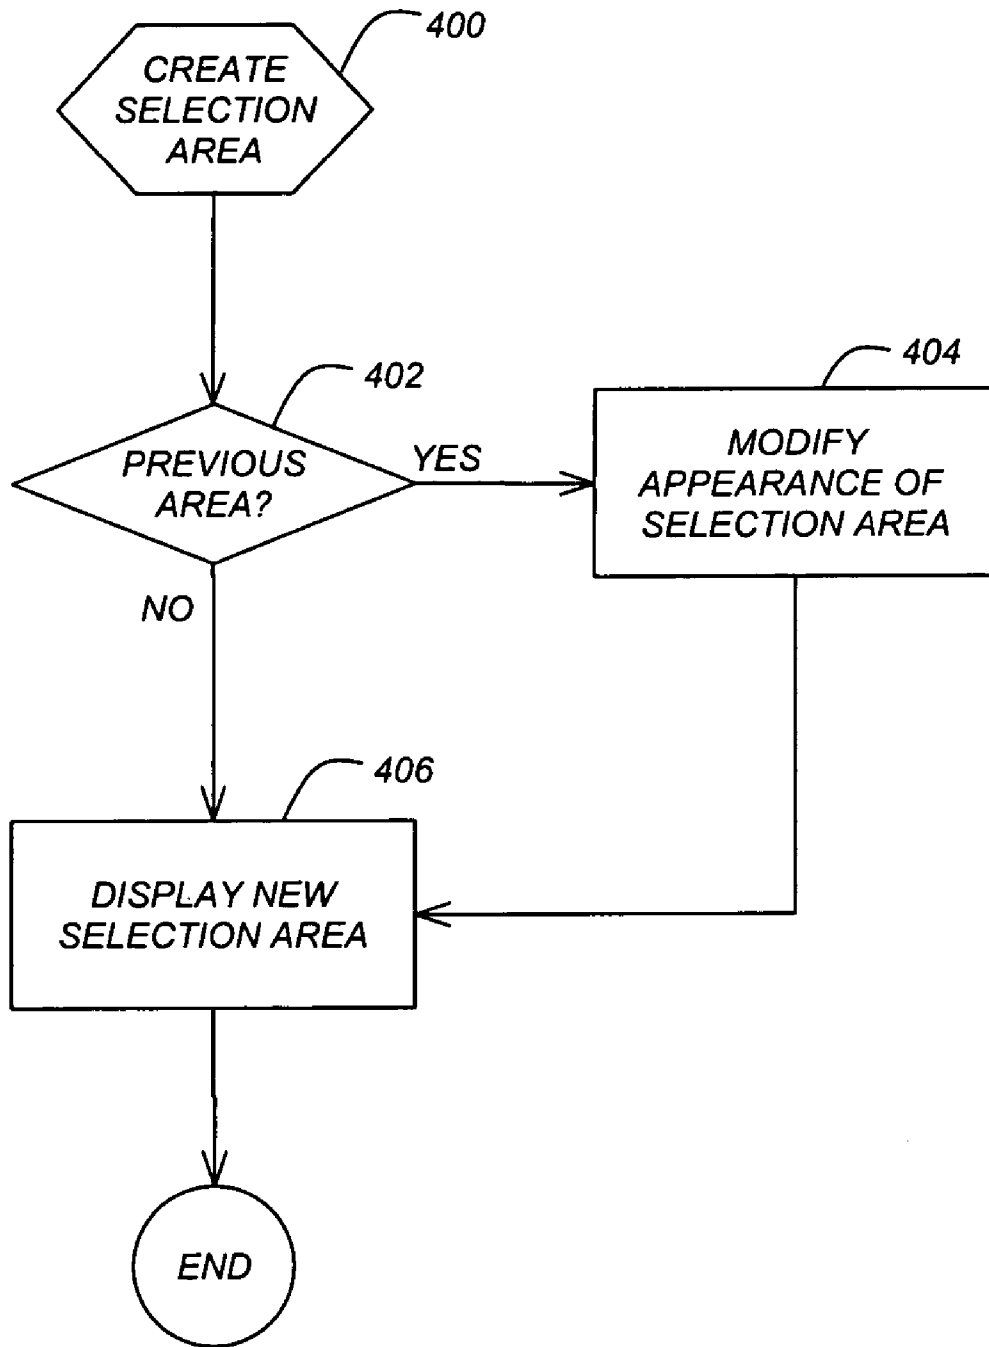 400
CREATE
SELECTION
AREA
402
PREVIOUS
AREA?
YES
404
MODIFY
APPEARANCE OF
SELECTION AREA
NO
406
DISPLAY NEW
SELECTION AREA
END